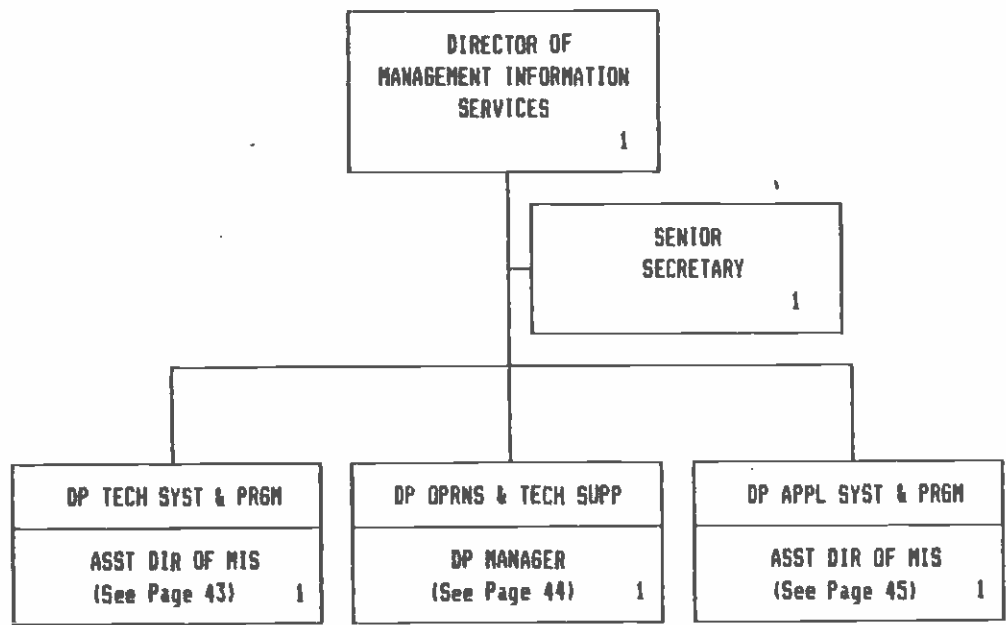 DIRECTOR OF
MANAGEMENT INFORMATION
SERVICES
1
SENIOR
SECRETARY
1
DP TECH SYST & PRGM
ASST DIR OF MIS
(See Page 43) 1
DP OPRNS & TECH SUPP
DP MANAGER
(See Page 44) 1
DP APPL SYST & PRGM
ASST DIR OF MIS
(See Page 45) 1